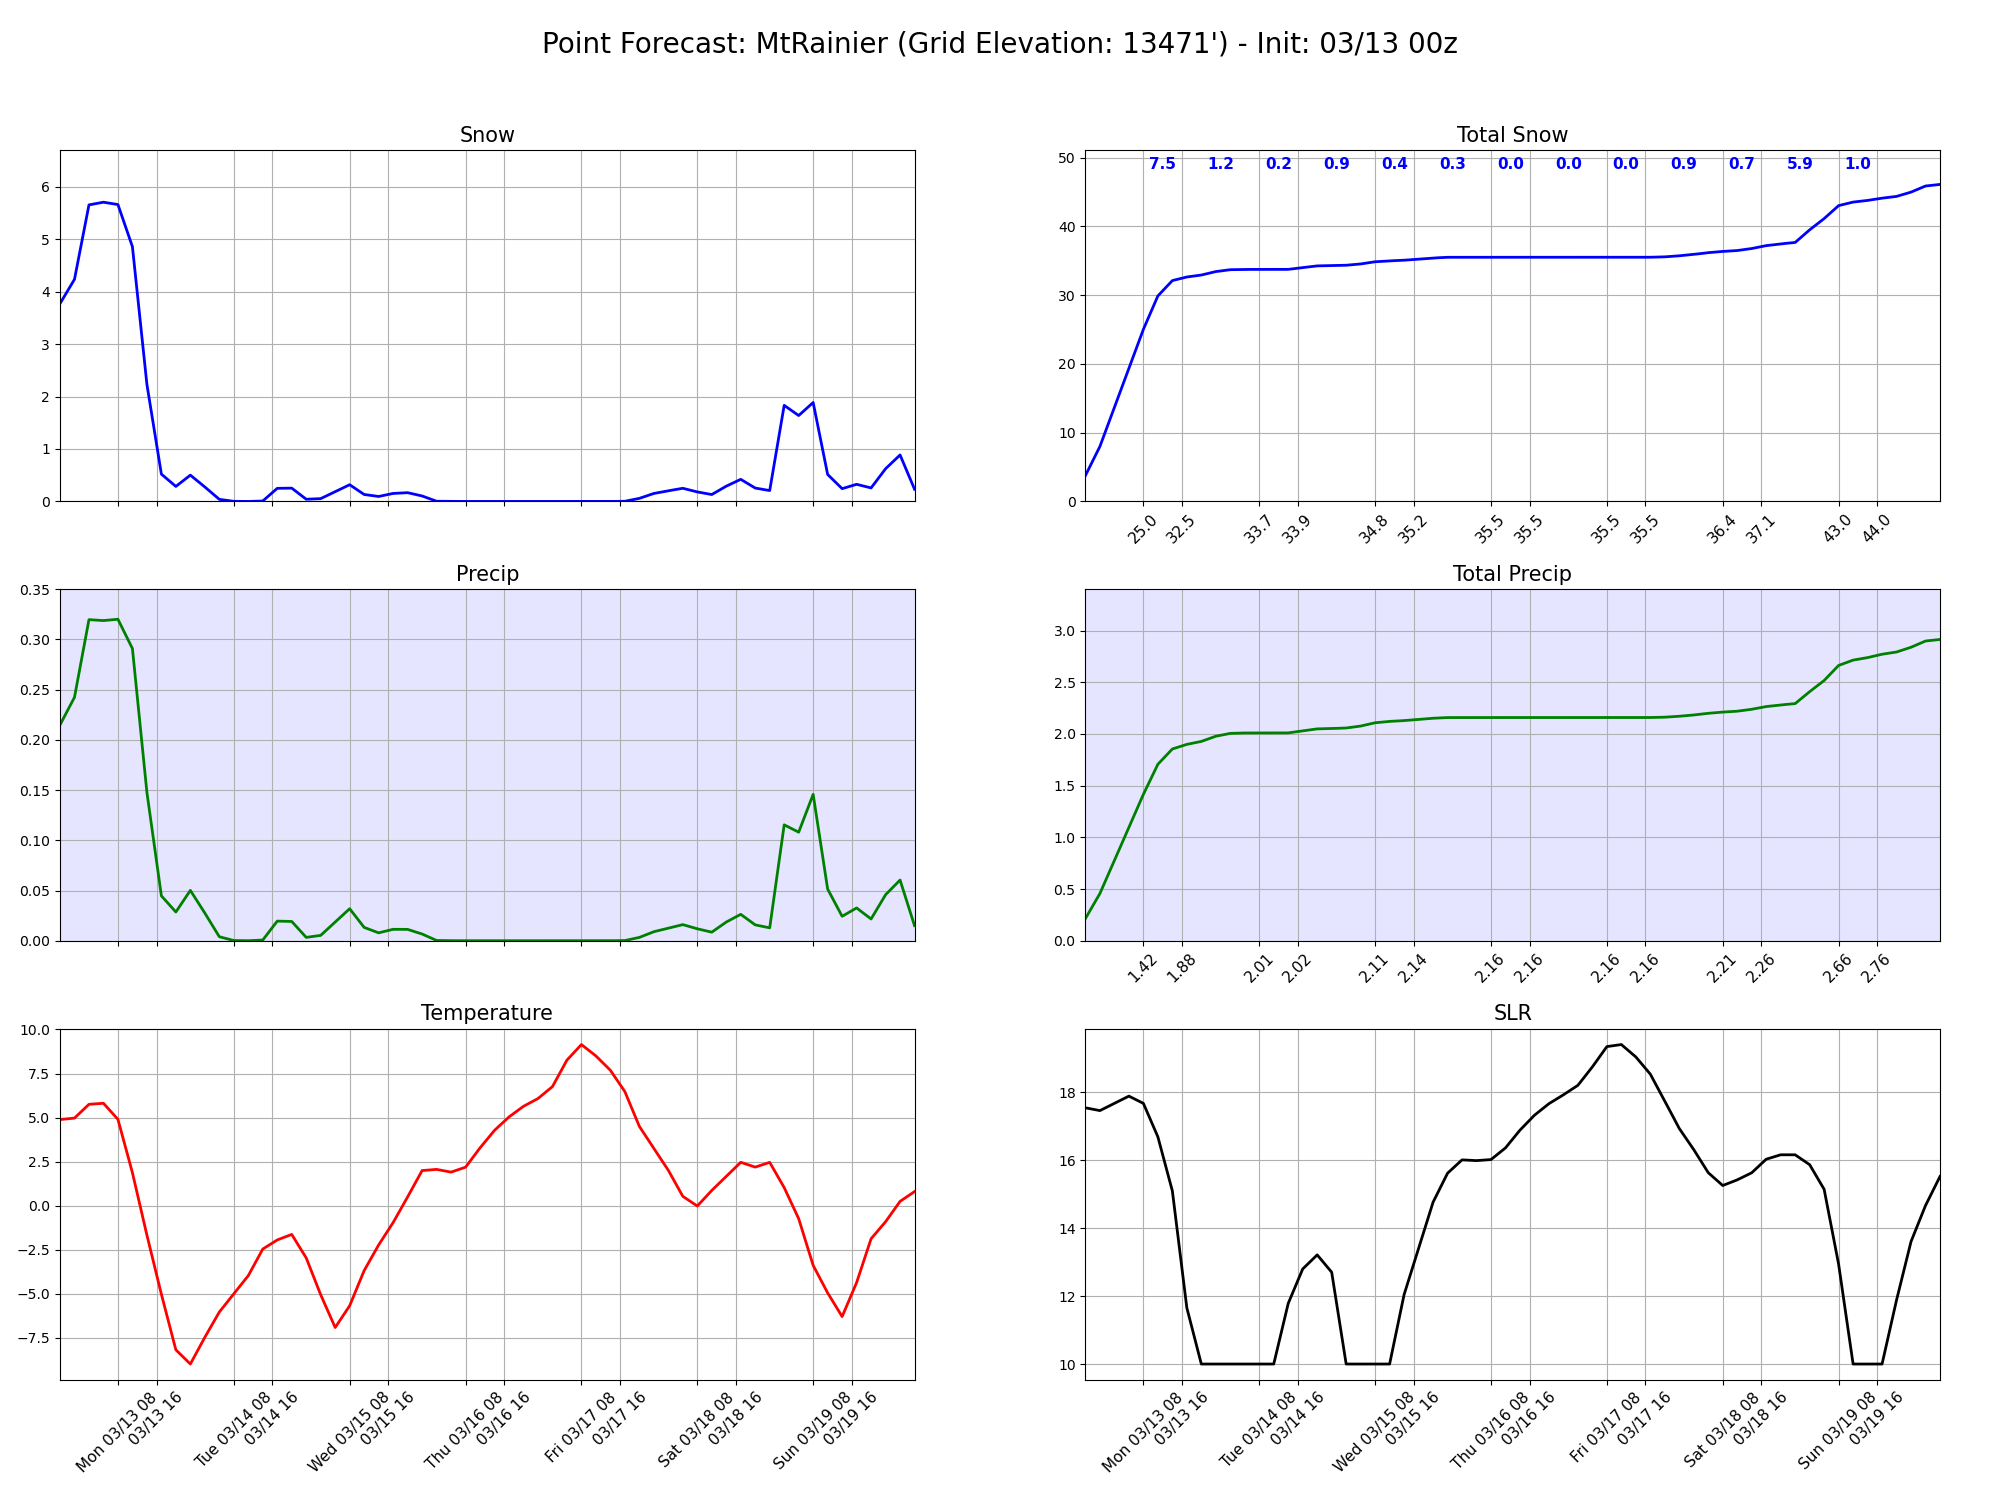 Point Forecast: MtRainier (Grid Elevation: 13471') - Init: 03/13 00z
Snow
6
5
4
3
2
1
0
Total Snow
7.5 1.2 0.2 0.9 0.4 0.3 0.0 0.0 0.0 0.9 0.7 5.9 1.0
50
40
30
20
10
0
25.0 32.5 33.7 33.9 34.8 35.2 35.5 35.5 35.5 35.5 36.4 37.1 43.0 44.0
Precip
0.35
0.30
0.25
0.20
0.15
0.10
0.05
0.00
Total Precip
3.0
2.5
2.0
1.5
1.0
0.5
0.0
1.42 1.88 2.01 2.02 2.11 2.14 2.16 2.16 2.16 2.16 2.21 2.26 2.66 2.76
Temperature
10.0
7.5
5.0
2.5
0.0
−2.5
−5.0
−7.5
Mon 03/13 08
03/13 16
Tue 03/14 08
03/14 16
Wed 03/15 08
03/15 16
Thu 03/16 08
03/16 16
Fri 03/17 08
03/17 16
Sat 03/18 08
03/18 16
Sun 03/19 08
03/19 16
SLR
18
16
14
12
10
Mon 03/13 08
03/13 16
Tue 03/14 08
03/14 16
Wed 03/15 08
03/15 16
Thu 03/16 08
03/16 16
Fri 03/17 08
03/17 16
Sat 03/18 08
03/18 16
Sun 03/19 08
03/19 16